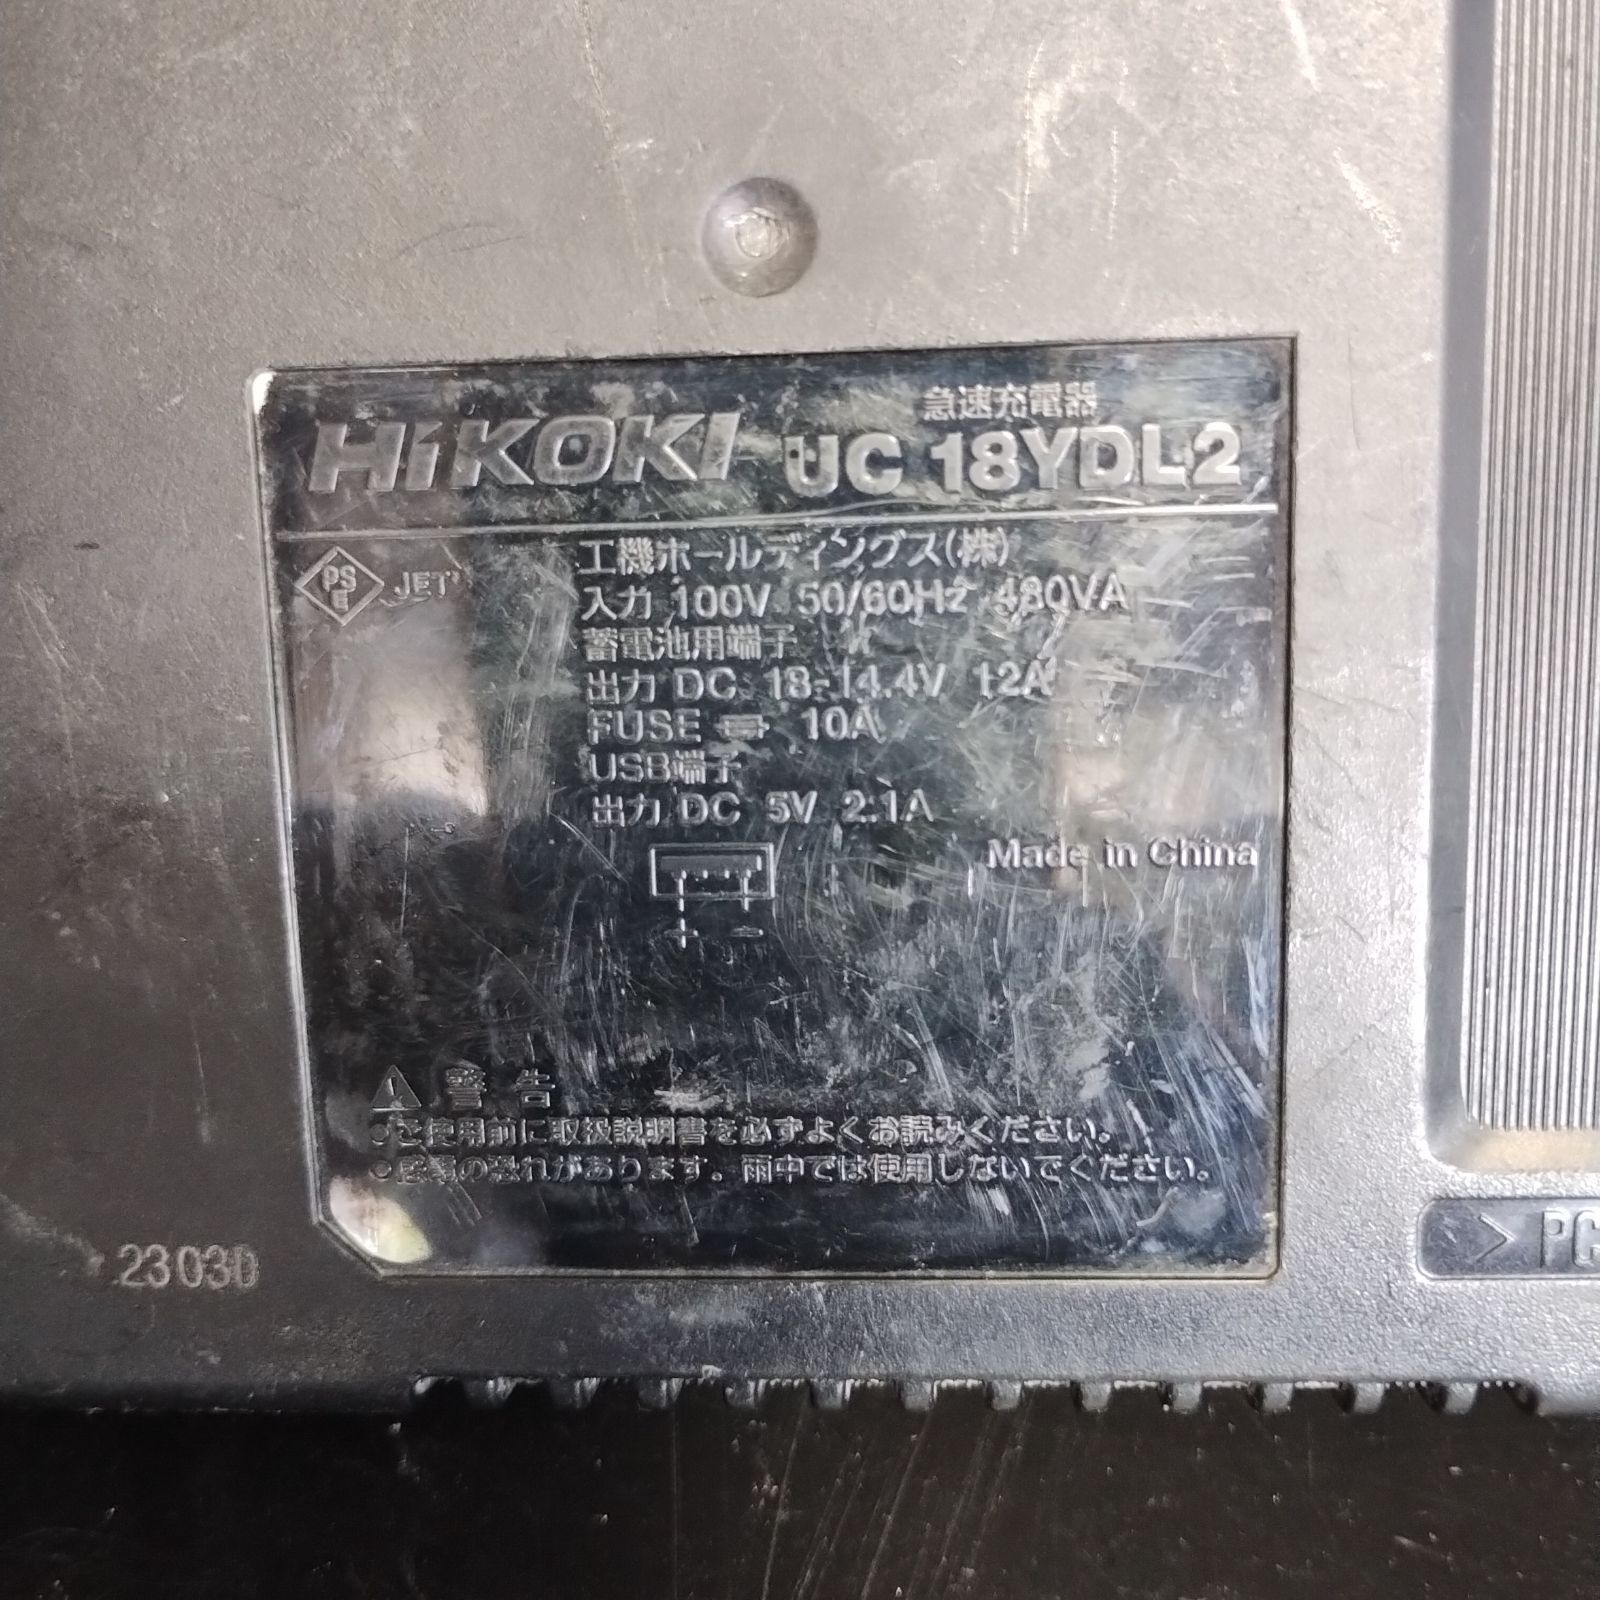 急速充電器
HiKOKI UC 18YDL2
PS
E
JET
工機ホールディングス(株)
入力 100V 50/60Hz 480VA
蓄電池用端子
出力 DC 18-14.4V 12A
FUSE 10A
USB端子
出力 DC 5V 2.1A
Made in China
+ -
警告
●ご使用前に取扱説明書を必ずよくお読みください。
●感電の恐れがあります。雨中では使用しないでください。
2303D
>PC